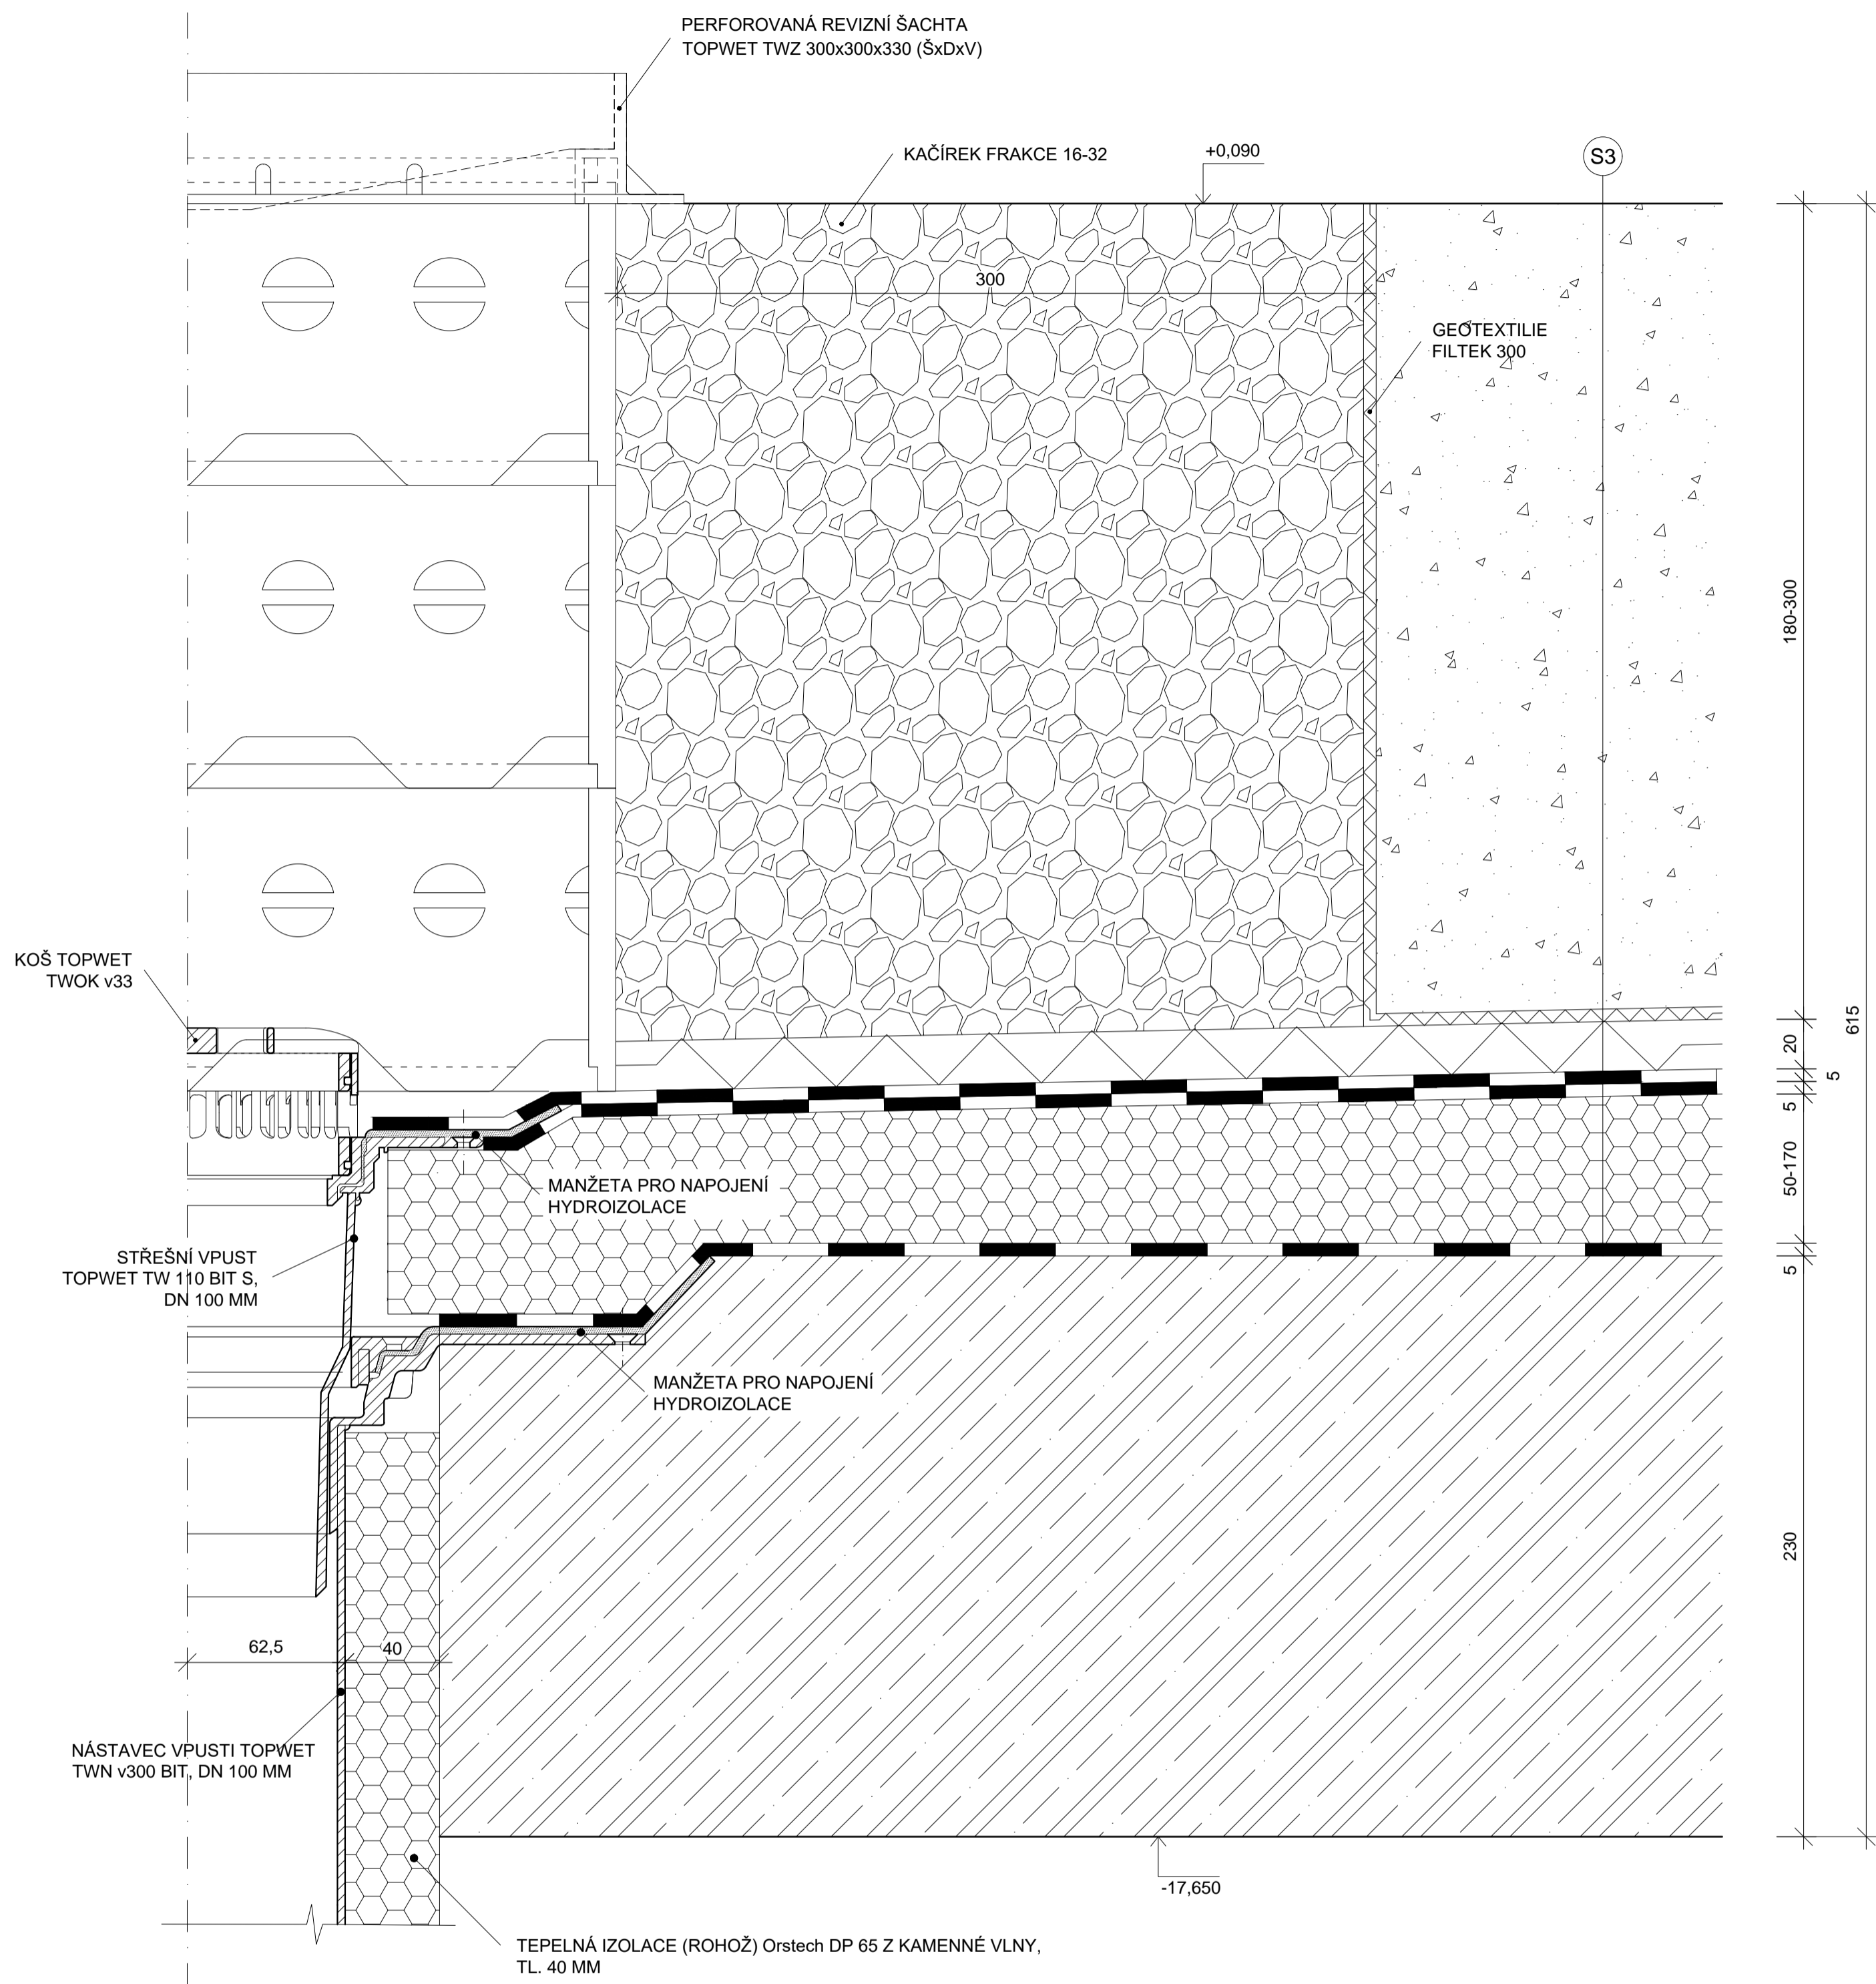 PERFOROVANÁ REVIZNÍ ŠACHTA
TOPWET TWZ 300x300x330 (ŠxDxV)
KAČÍREK FRAKCE 16-32
+0,090
S3
300
GEOTEXTILIE
FILTEK 300
180-300
615
20
5
5
50-170
5
230
KOŠ TOPWET
TWOK v33
MANŽETA PRO NAPOJENÍ
HYDROIZOLACE
STŘEŠNÍ VPUST
TOPWET TW 110 BIT S,
DN 100 MM
MANŽETA PRO NAPOJENÍ
HYDROIZOLACE
62,5
40
NÁSTAVEC VPUSTI TOPWET
TWN v300 BIT, DN 100 MM
-17,650
TEPELNÁ IZOLACE (ROHOŽ) Orstech DP 65 Z KAMENNÉ VLNY,
TL. 40 MM